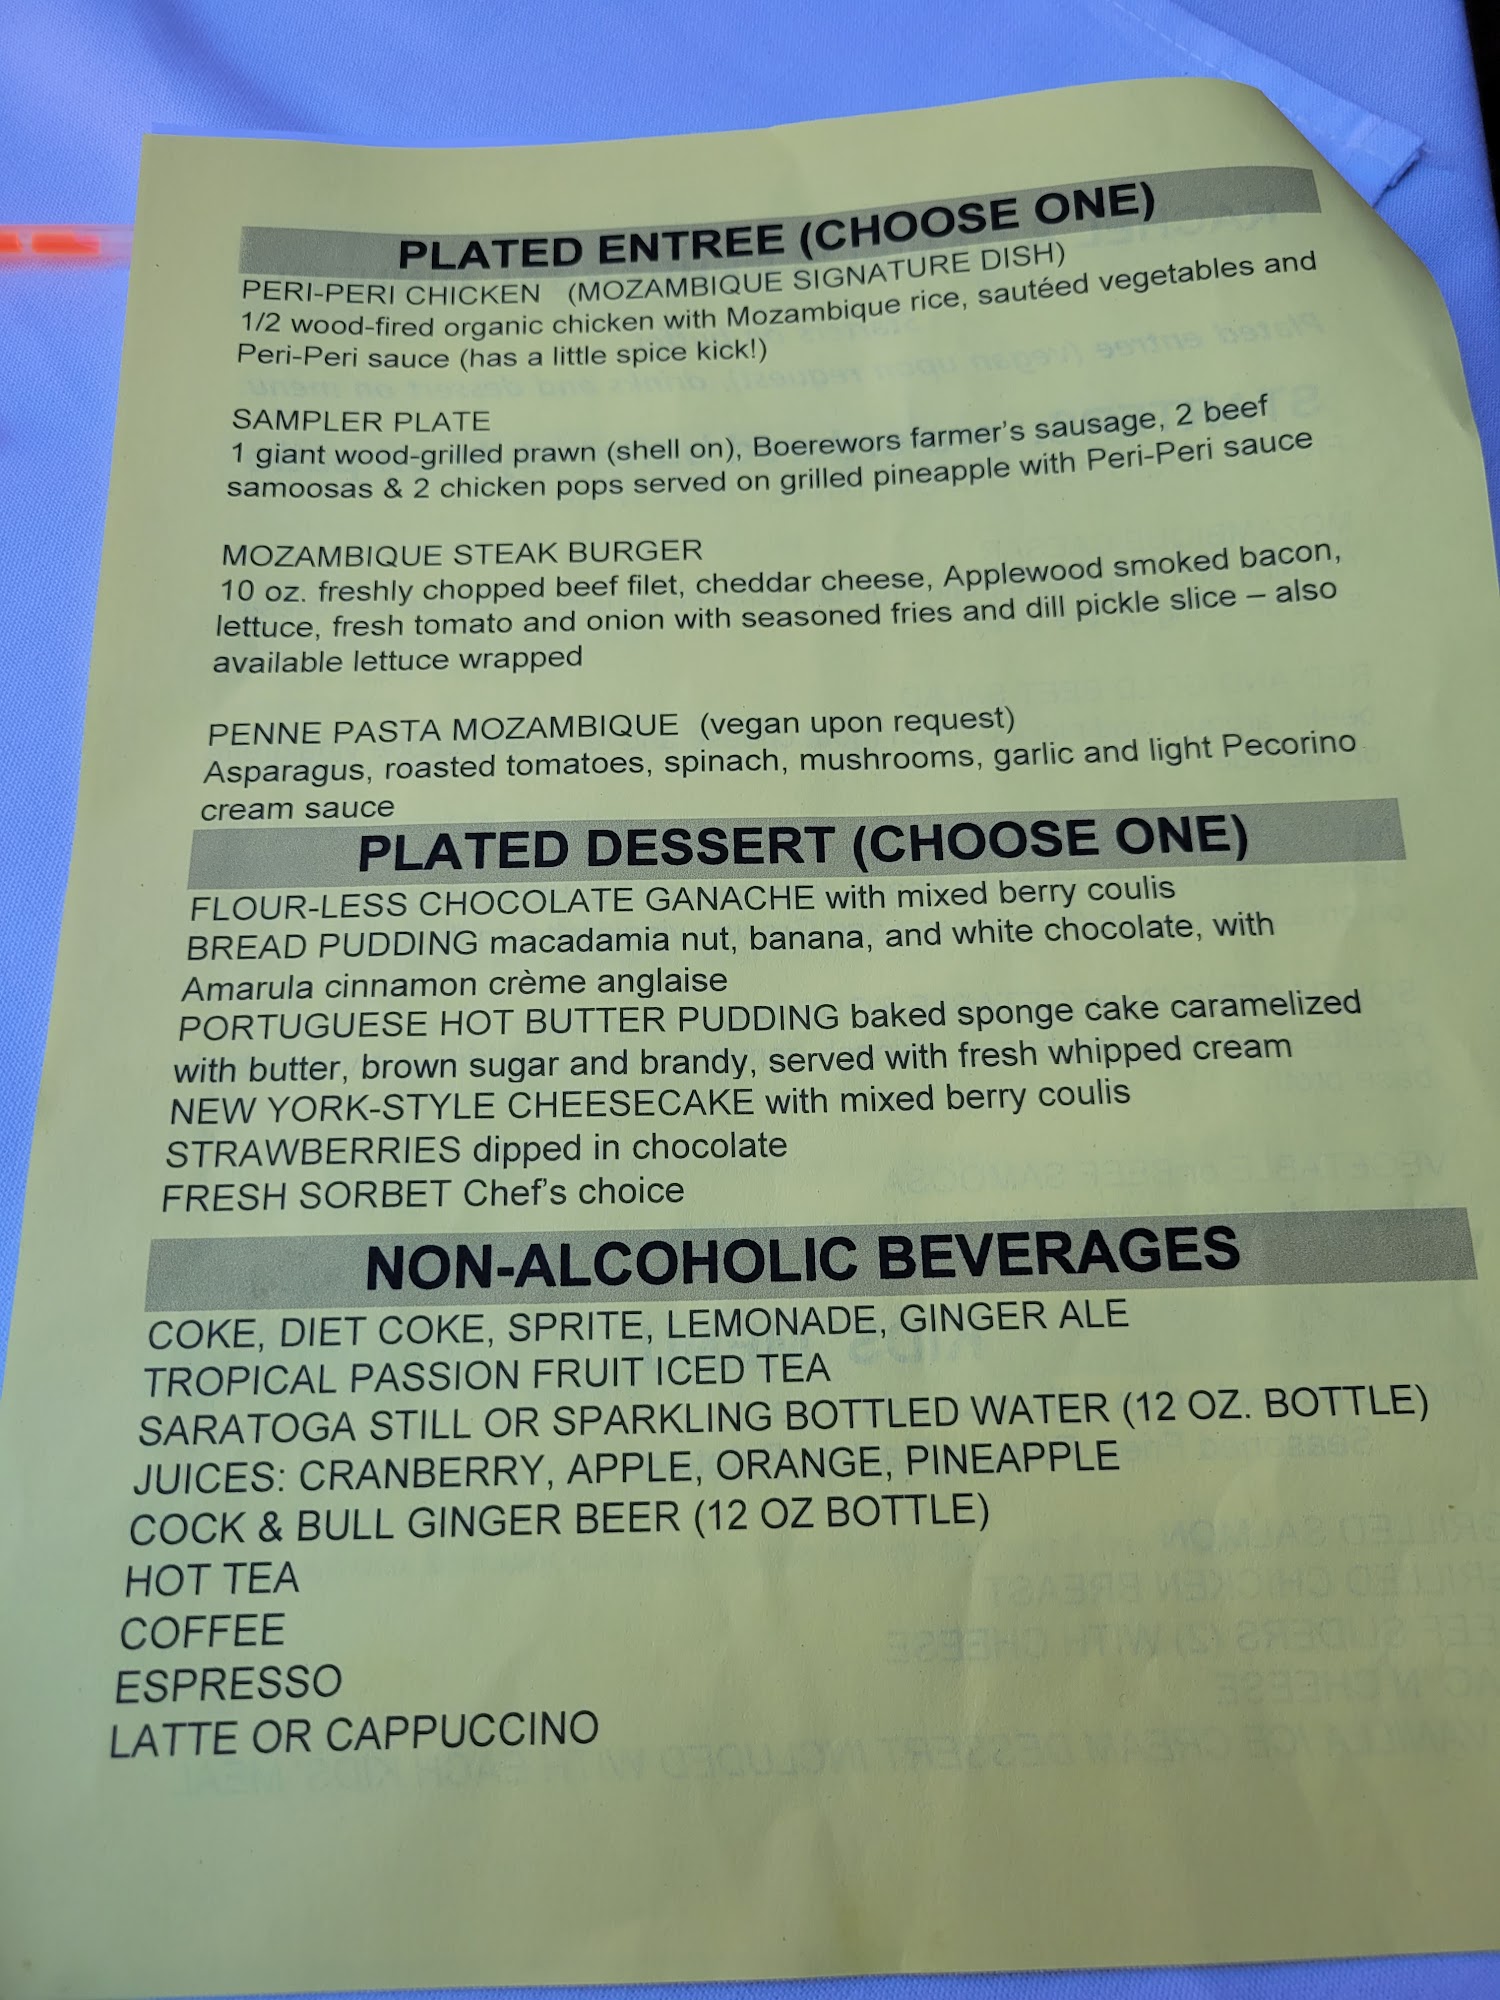 PLATED ENTREE (CHOOSE ONE)
PERI-PERI CHICKEN (MOZAMBIQUE SIGNATURE DISH)
1/2 wood-fired organic chicken with Mozambique rice, sautéed vegetables and
Peri-Peri sauce (has a little spice kick!)
SAMPLER PLATE
1 giant wood-grilled prawn (shell on), Boerewors farmer's sausage, 2 beef
samoosas & 2 chicken pops served on grilled pineapple with Peri-Peri sauce
MOZAMBIQUE STEAK BURGER
10 oz. freshly chopped beef filet, cheddar cheese, Applewood smoked bacon,
lettuce, fresh tomato and onion with seasoned fries and dill pickle slice – also
available lettuce wrapped
PENNE PASTA MOZAMBIQUE (vegan upon request)
Asparagus, roasted tomatoes, spinach, mushrooms, garlic and light Pecorino
cream sauce
PLATED DESSERT (CHOOSE ONE)
FLOUR-LESS CHOCOLATE GANACHE with mixed berry coulis
BREAD PUDDING macadamia nut, banana, and white chocolate, with
Amarula cinnamon crème anglaise
PORTUGUESE HOT BUTTER PUDDING baked sponge cake caramelized
with butter, brown sugar and brandy, served with fresh whipped cream
NEW YORK-STYLE CHEESECAKE with mixed berry coulis
STRAWBERRIES dipped in chocolate
FRESH SORBET Chef's choice
NON-ALCOHOLIC BEVERAGES
COKE, DIET COKE, SPRITE, LEMONADE, GINGER ALE
TROPICAL PASSION FRUIT ICED TEA
SARATOGA STILL OR SPARKLING BOTTLED WATER (12 OZ. BOTTLE)
JUICES: CRANBERRY, APPLE, ORANGE, PINEAPPLE
COCK & BULL GINGER BEER (12 OZ BOTTLE)
HOT TEA
COFFEE
ESPRESSO
LATTE OR CAPPUCCINO